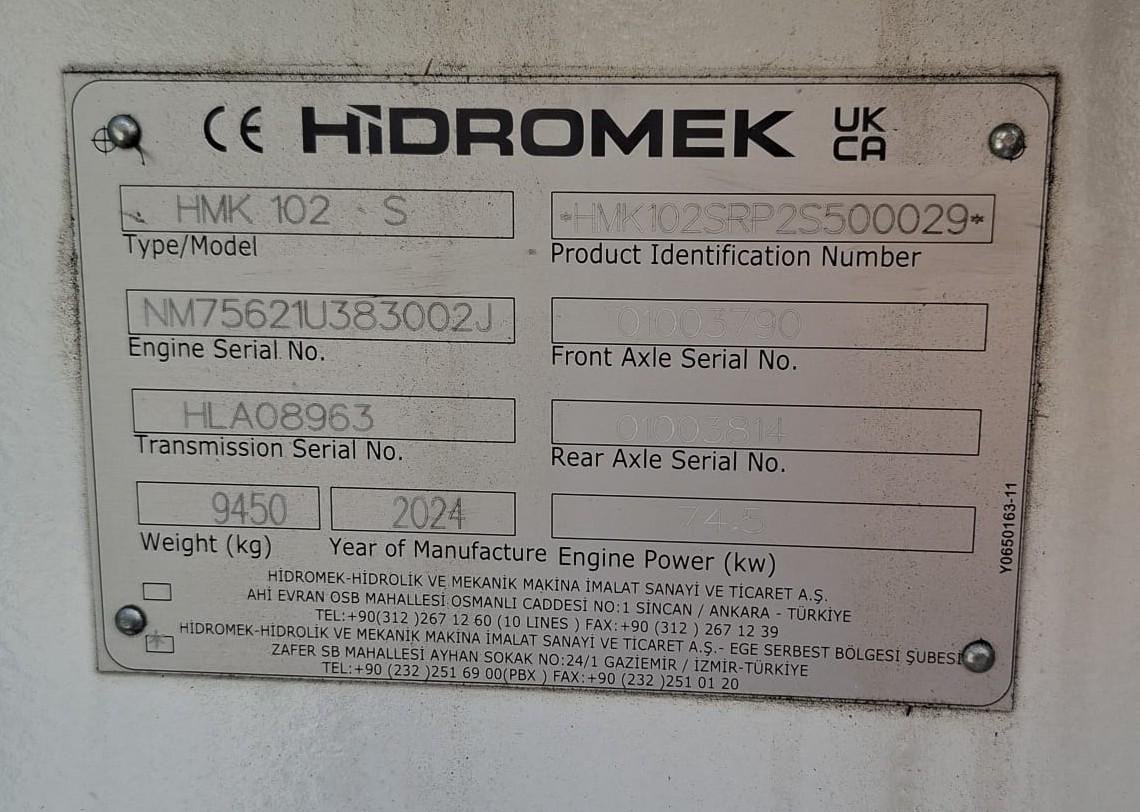 CE HİDROMEK UK CA
HMK 102 S
Type/Model
*HMK102SRP2S500029*
Product Identification Number
NM75621U383002J
Engine Serial No.
01003790
Front Axle Serial No.
HLA08963
Transmission Serial No.
01003814
Rear Axle Serial No.
9450
Weight (kg)
2024
Year of Manufacture
74.5
Engine Power (kw)
Y0650163-11
HİDROMEK-HİDROLİK VE MEKANİK MAKİNA İMALAT SANAYİ VE TİCARET A.Ş.
AHİ EVRAN OSB MAHALLESİ OSMANLI CADDESİ NO:1 SİNCAN / ANKARA - TÜRKİYE
TEL:+90(312 )267 12 60 (10 LINES ) FAX:+90 (312 ) 267 12 39
HİDROMEK-HİDROLİK VE MEKANİK MAKİNA İMALAT SANAYİ VE TİCARET A.Ş.- EGE SERBEST BÖLGESİ ŞUBESİ
ZAFER SB MAHALLESİ AYHAN SOKAK NO:24/1 GAZİEMİR / İZMİR-TÜRKİYE
TEL:+90 (232 )251 69 00(PBX ) FAX:+90 (232 )251 01 20